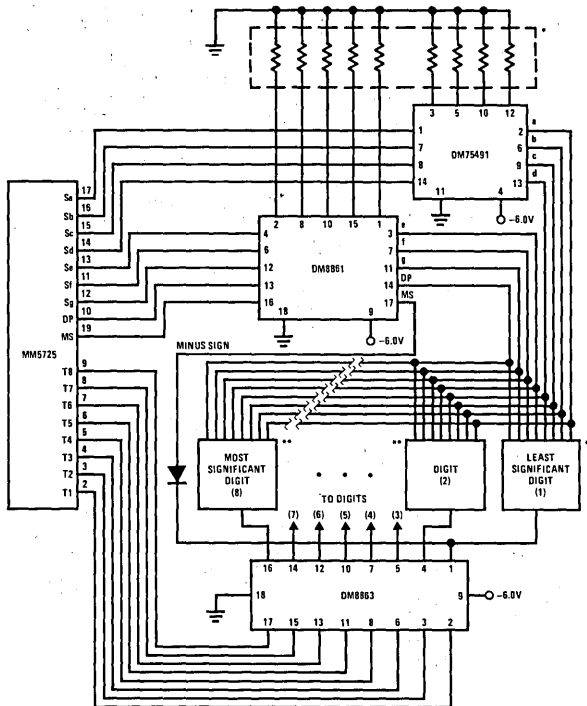 *
3 5 10 12
1 2 a
7 DM75491 6 b
8 9 c
14 13 d
11 4
-6.0V
2 8 10 15 1
4 3 e
6 7 f
12 DM8861 11 g
13 14 DP
16 17 MS
18 9
-6.0V
Sa 17
Sb 16
Sc 15
Sd 14
Se 13
Sf 11
Sg 12
DP 10
MS 19
MM5725
T8 9
T7 8
T6 7
T5 6
T4 5
T3 4
T2 3
T1 2
MINUS SIGN
** ** *
MOST SIGNIFICANT DIGIT (8)
. . .
TO DIGITS
DIGIT (2)
LEAST SIGNIFICANT DIGIT (1)
(7) (6) (5) (4) (3)
16 14 12 10 7 5 4 1
18 DM8863 9 -6.0V
17 15 13 11 8 6 3 2